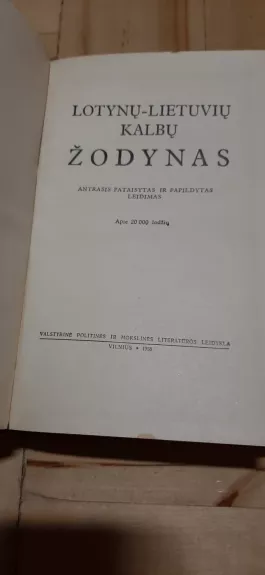 LOTYNŲ-LIETUVIŲ
KALBŲ
ŽODYNAS
ANTRASIS PATAISYTAS IR PAPILDYTAS
LEIDIMAS
Apie 20 000 žodžių
VALSTYBINĖ POLITINĖS IR MOKSLINĖS LITERATŪROS LEIDYKLA
VILNIUS • 1958